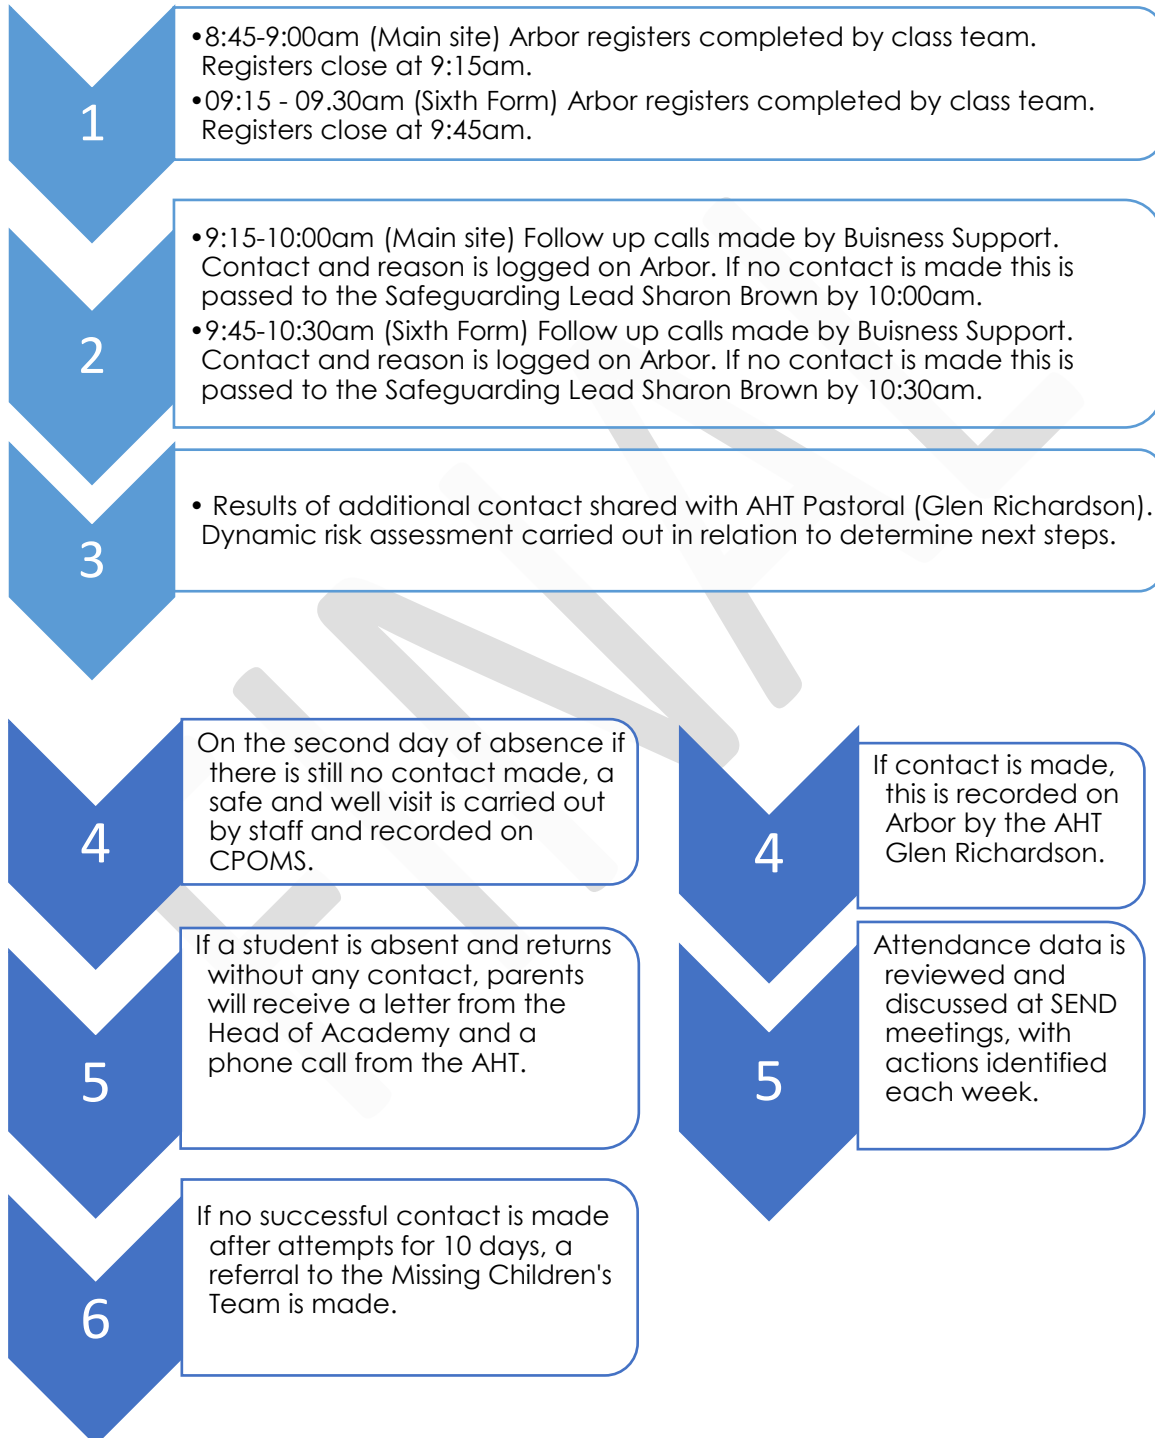 1
•8:45-9:00am (Main site) Arbor registers completed by class team.
Registers close at 9:15am.
•09:15 - 09.30am (Sixth Form) Arbor registers completed by class team.
Registers close at 9:45am.
2
•9:15-10:00am (Main site) Follow up calls made by Buisness Support.
Contact and reason is logged on Arbor. If no contact is made this is
passed to the Safeguarding Lead Sharon Brown by 10:00am.
•9:45-10:30am (Sixth Form) Follow up calls made by Buisness Support.
Contact and reason is logged on Arbor. If no contact is made this is
passed to the Safeguarding Lead Sharon Brown by 10:30am.
3
• Results of additional contact shared with AHT Pastoral (Glen Richardson).
Dynamic risk assessment carried out in relation to determine next steps.
FINAL
4
On the second day of absence if
there is still no contact made, a
safe and well visit is carried out
by staff and recorded on
CPOMS.
5
If a student is absent and returns
without any contact, parents
will receive a letter from the
Head of Academy and a
phone call from the AHT.
6
If no successful contact is made
after attempts for 10 days, a
referral to the Missing Children's
Team is made.
4
If contact is made,
this is recorded on
Arbor by the AHT
Glen Richardson.
5
Attendance data is
reviewed and
discussed at SEND
meetings, with
actions identified
each week.